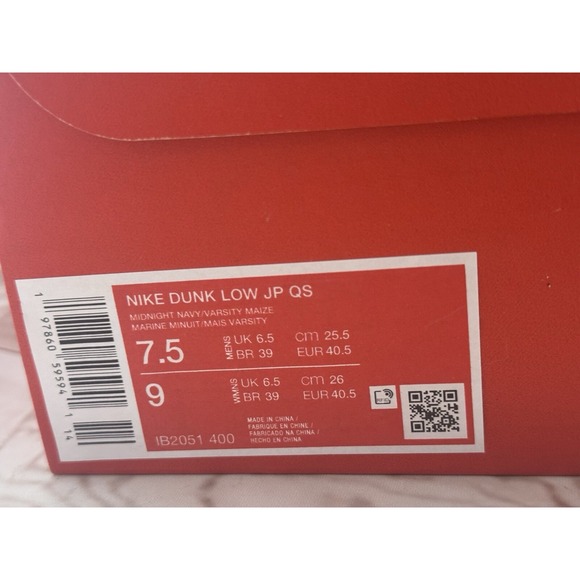 NIKE DUNK LOW JP QS
MIDNIGHT NAVY/VARSITY MAIZE
MARINE MINUIT/MAIS VARSITY
7.5 MENS UK 6.5 cm 25.5
BR 39 EUR 40.5
9 WMNS UK 6.5 cm 26
BR 39 EUR 40.5
IB2051 400
MADE IN CHINA /
FABRIQUE EN CHINE /
FABRICADO NA CHINA /
HECHO EN CHINA
1 97860 59594 1 14